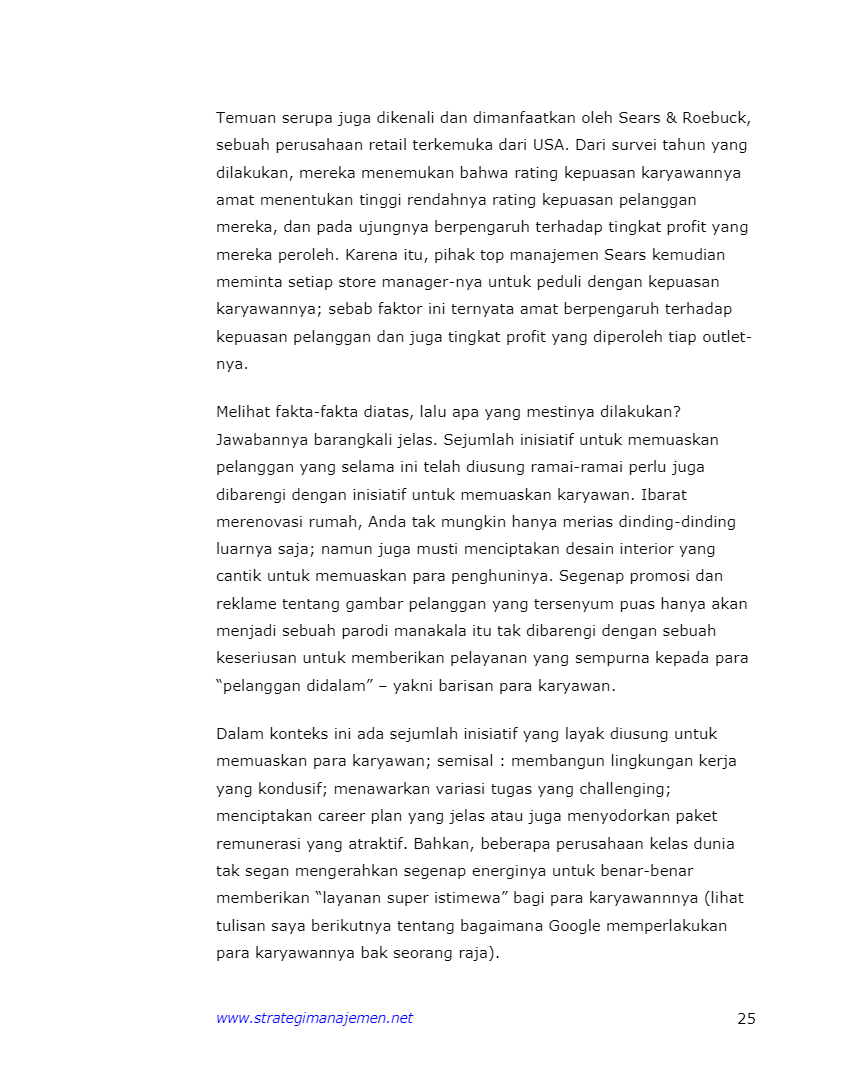 Temuan serupa juga dikenali dan dimanfaatkan oleh Sears & Roebuck,
sebuah perusahaan retail terkemuka dari USA. Dari survei tahun yang
dilakukan, mereka menemukan bahwa rating kepuasan karyawannya
amat menentukan tinggi rendahnya rating kepuasan pelanggan
mereka, dan pada ujungnya berpengaruh terhadap tingkat profit yang
mereka peroleh. Karena itu, pihak top manajemen Sears kemudian
meminta setiap store manager-nya untuk peduli dengan kepuasan
karyawannya; sebab faktor ini ternyata amat berpengaruh terhadap
kepuasan pelanggan dan juga tingkat profit yang diperoleh tiap outlet-
nya.
Melihat fakta-fakta diatas, lalu apa yang mestinya dilakukan?
Jawabannya barangkali jelas. Sejumlah inisiatif untuk memuaskan
pelanggan yang selama ini telah diusung ramai-ramai perlu juga
dibarengi dengan inisiatif untuk memuaskan karyawan. Ibarat
merenovasi rumah, Anda tak mungkin hanya merias dinding-dinding
luarnya saja; namun juga musti menciptakan desain interior yang
cantik untuk memuaskan para penghuninya. Segenap promosi dan
reklame tentang gambar pelanggan yang tersenyum puas hanya akan
menjadi sebuah parodi manakala itu tak dibarengi dengan sebuah
keseriusan untuk memberikan pelayanan yang sempurna kepada para
“pelanggan didalam” – yakni barisan para karyawan.
Dalam konteks ini ada sejumlah inisiatif yang layak diusung untuk
memuaskan para karyawan; semisal : membangun lingkungan kerja
yang kondusif; menawarkan variasi tugas yang challenging;
menciptakan career plan yang jelas atau juga menyodorkan paket
remunerasi yang atraktif. Bahkan, beberapa perusahaan kelas dunia
tak segan mengerahkan segenap energinya untuk benar-benar
memberikan “layanan super istimewa” bagi para karyawannnya (lihat
tulisan saya berikutnya tentang bagaimana Google memperlakukan
para karyawannya bak seorang raja).
www.strategimanajemen.net 25